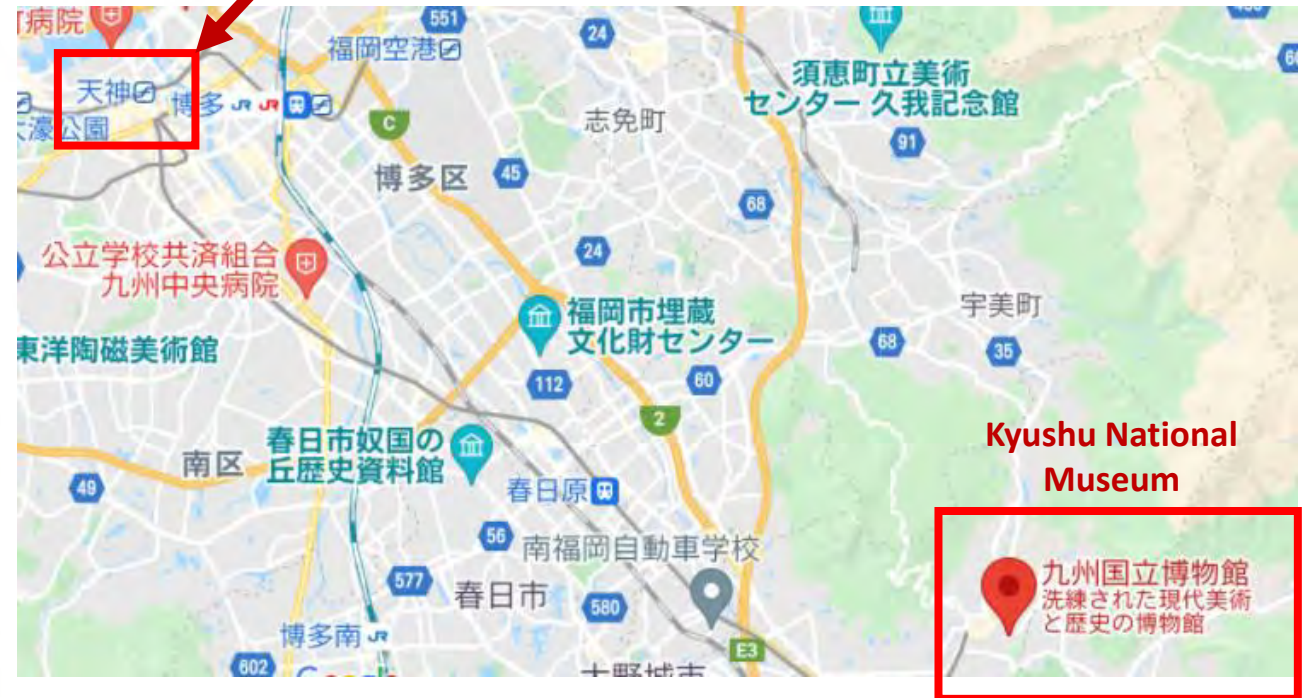 551
24
天神
博多 JR JR
福岡空港
濠公園
須恵町立美術
センター 久我記念館
志免町
C
91
博多区
45
68
24
公立学校共済組合
九州中央病院
福岡市埋蔵
文化財センター
宇美町
東洋陶磁美術館
68
35
112
60
2
Kyushu National
Museum
春日市奴国の
丘歴史資料館
南区
49
春日原
56
南福岡自動車学校
九州国立博物館
洗練された現代美術
と歴史の博物館
577
春日市
580
博多南 JR
E3
602
大野城市